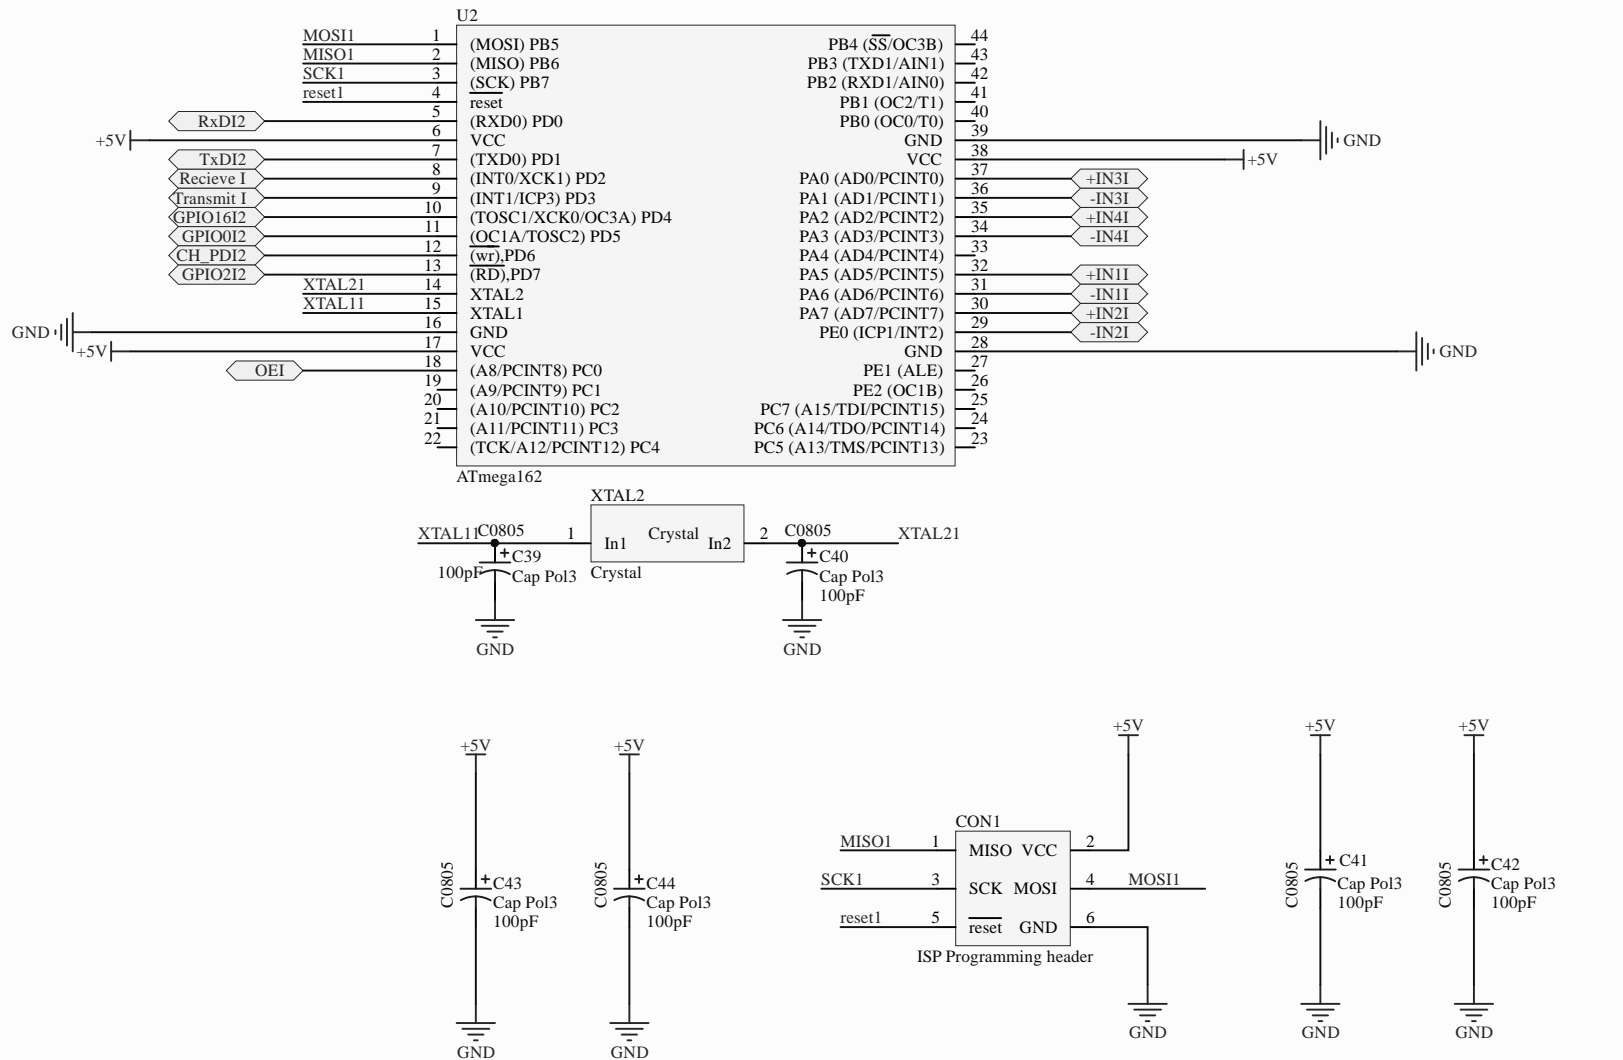 U2
MOSI1 1 (MOSI) PB5 PB4 (SS/OC3B) 44
MISO1 2 (MISO) PB6 PB3 (TXD1/AIN1) 43
SCK1 3 (SCK) PB7 PB2 (RXD1/AIN0) 42
reset1 4 reset PB1 (OC2/T1) 41
RxDI2 5 (RXD0) PD0 PB0 (OC0/T0) 40
+5V 6 VCC GND 39 GND
TxDI2 7 (TXD0) PD1 VCC 38 +5V
Recieve I 8 (INT0/XCK1) PD2 PA0 (AD0/PCINT0) 37 +IN3I
Transmit I 9 (INT1/ICP3) PD3 PA1 (AD1/PCINT1) 36 -IN3I
GPIO16I2 10 (TOSC1/XCK0/OC3A) PD4 PA2 (AD2/PCINT2) 35 +IN4I
GPIO0I2 11 (OC1A/TOSC2) PD5 PA3 (AD3/PCINT3) 34 -IN4I
CH_PDI2 12 (wr),PD6 PA4 (AD4/PCINT4) 33
GPIO2I2 13 (RD),PD7 PA5 (AD5/PCINT5) 32 +IN1I
XTAL21 14 XTAL2 PA6 (AD6/PCINT6) 31 -IN1I
XTAL11 15 XTAL1 PA7 (AD7/PCINT7) 30 +IN2I
GND 16 GND PE0 (ICP1/INT2) 29 -IN2I
+5V 17 VCC GND 28 GND
OEI 18 (A8/PCINT8) PC0 PE1 (ALE) 27
19 (A9/PCINT9) PC1 PE2 (OC1B) 26
20 (A10/PCINT10) PC2 PC7 (A15/TDI/PCINT15) 25
21 (A11/PCINT11) PC3 PC6 (A14/TDO/PCINT14) 24
22 (TCK/A12/PCINT12) PC4 PC5 (A13/TMS/PCINT13) 23
ATmega162
XTAL2
XTAL11 C0805 1 In1 Crystal In2 2 C0805 XTAL21
+ C39 + C40
100pF Cap Pol3 Crystal Cap Pol3
100pF
GND GND
+5V +5V +5V
+5V +5V
CON1
MISO1 1 MISO VCC 2
SCK1 3 SCK MOSI 4 MOSI1
reset1 5 reset GND 6
ISP Programming header
GND
C0805 + C43
Cap Pol3
100pF
GND
C0805 + C44
Cap Pol3
100pF
GND
C0805 + C41
Cap Pol3
100pF
GND
C0805 + C42
Cap Pol3
100pF
GND